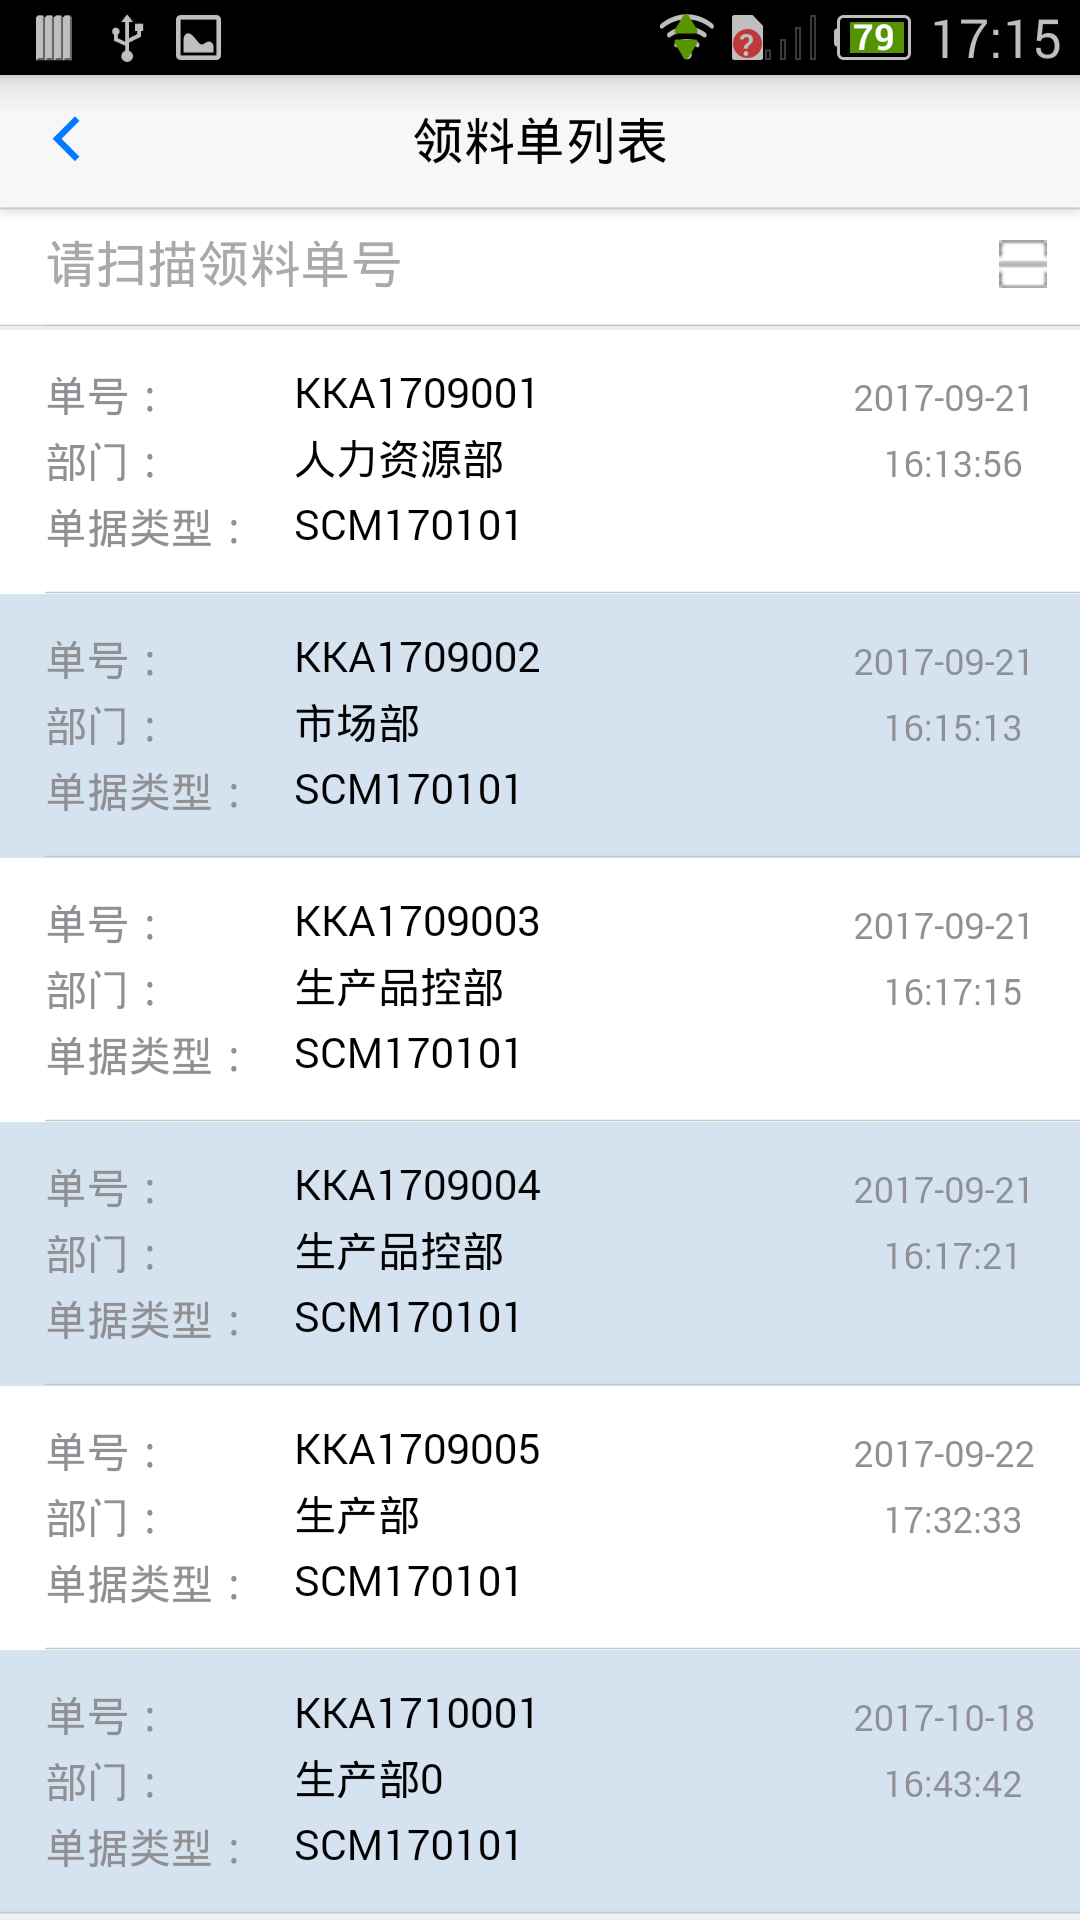 79 17:15
领料单列表
请扫描领料单号
单号： KKA1709001 2017-09-21
部门： 人力资源部 16:13:56
单据类型： SCM170101
单号： KKA1709002 2017-09-21
部门： 市场部 16:15:13
单据类型： SCM170101
单号： KKA1709003 2017-09-21
部门： 生产品控部 16:17:15
单据类型： SCM170101
单号： KKA1709004 2017-09-21
部门： 生产品控部 16:17:21
单据类型： SCM170101
单号： KKA1709005 2017-09-22
部门： 生产部 17:32:33
单据类型： SCM170101
单号： KKA1710001 2017-10-18
部门： 生产部0 16:43:42
单据类型： SCM170101